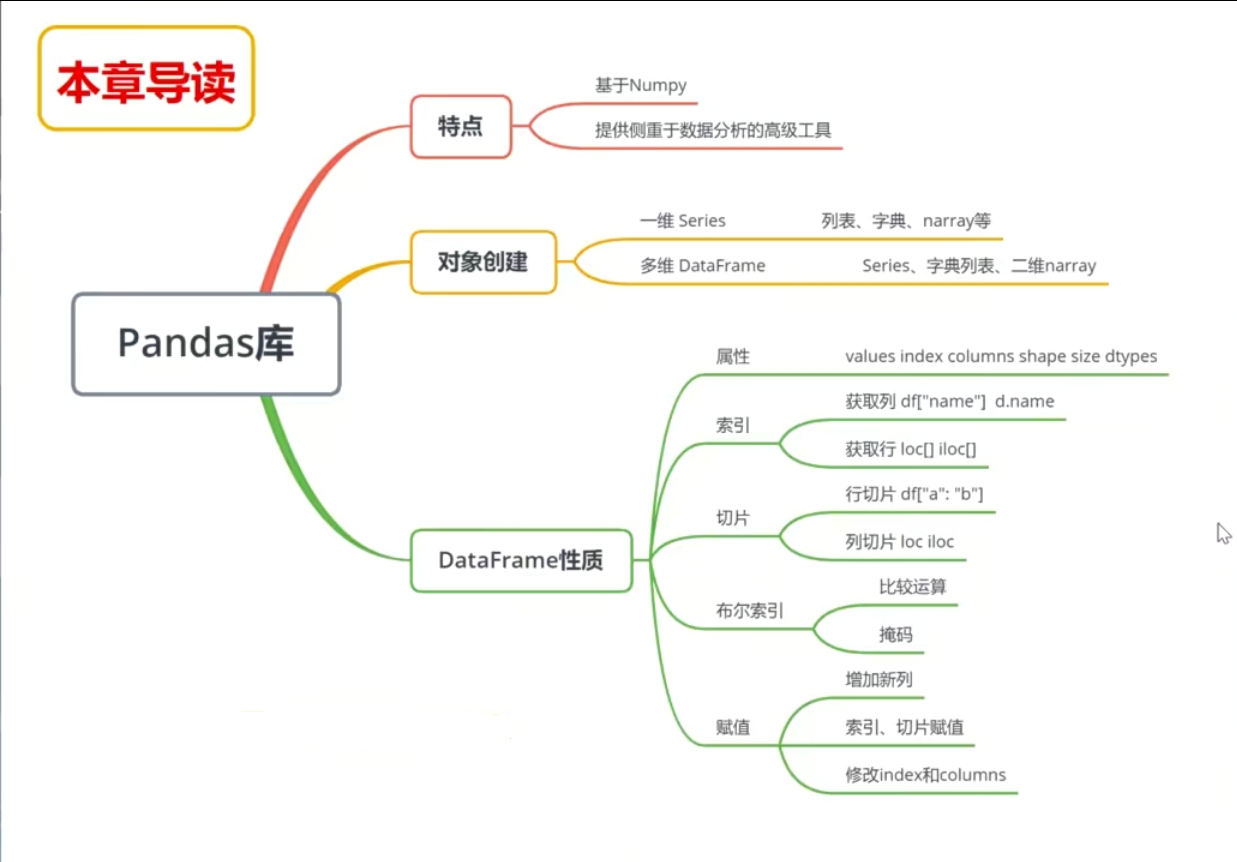 本章导读
Pandas库
特点
基于Numpy
提供侧重于数据分析的高级工具
对象创建
一维 Series 列表、字典、narray等
多维 DataFrame Series、字典列表、二维narray
DataFrame性质
属性 values index columns shape size dtypes
索引
获取列 df["name"] d.name
获取行 loc[] iloc[]
切片
行切片 df["a": "b"]
列切片 loc iloc
布尔索引
比较运算
掩码
赋值
增加新列
索引、切片赋值
修改index和columns